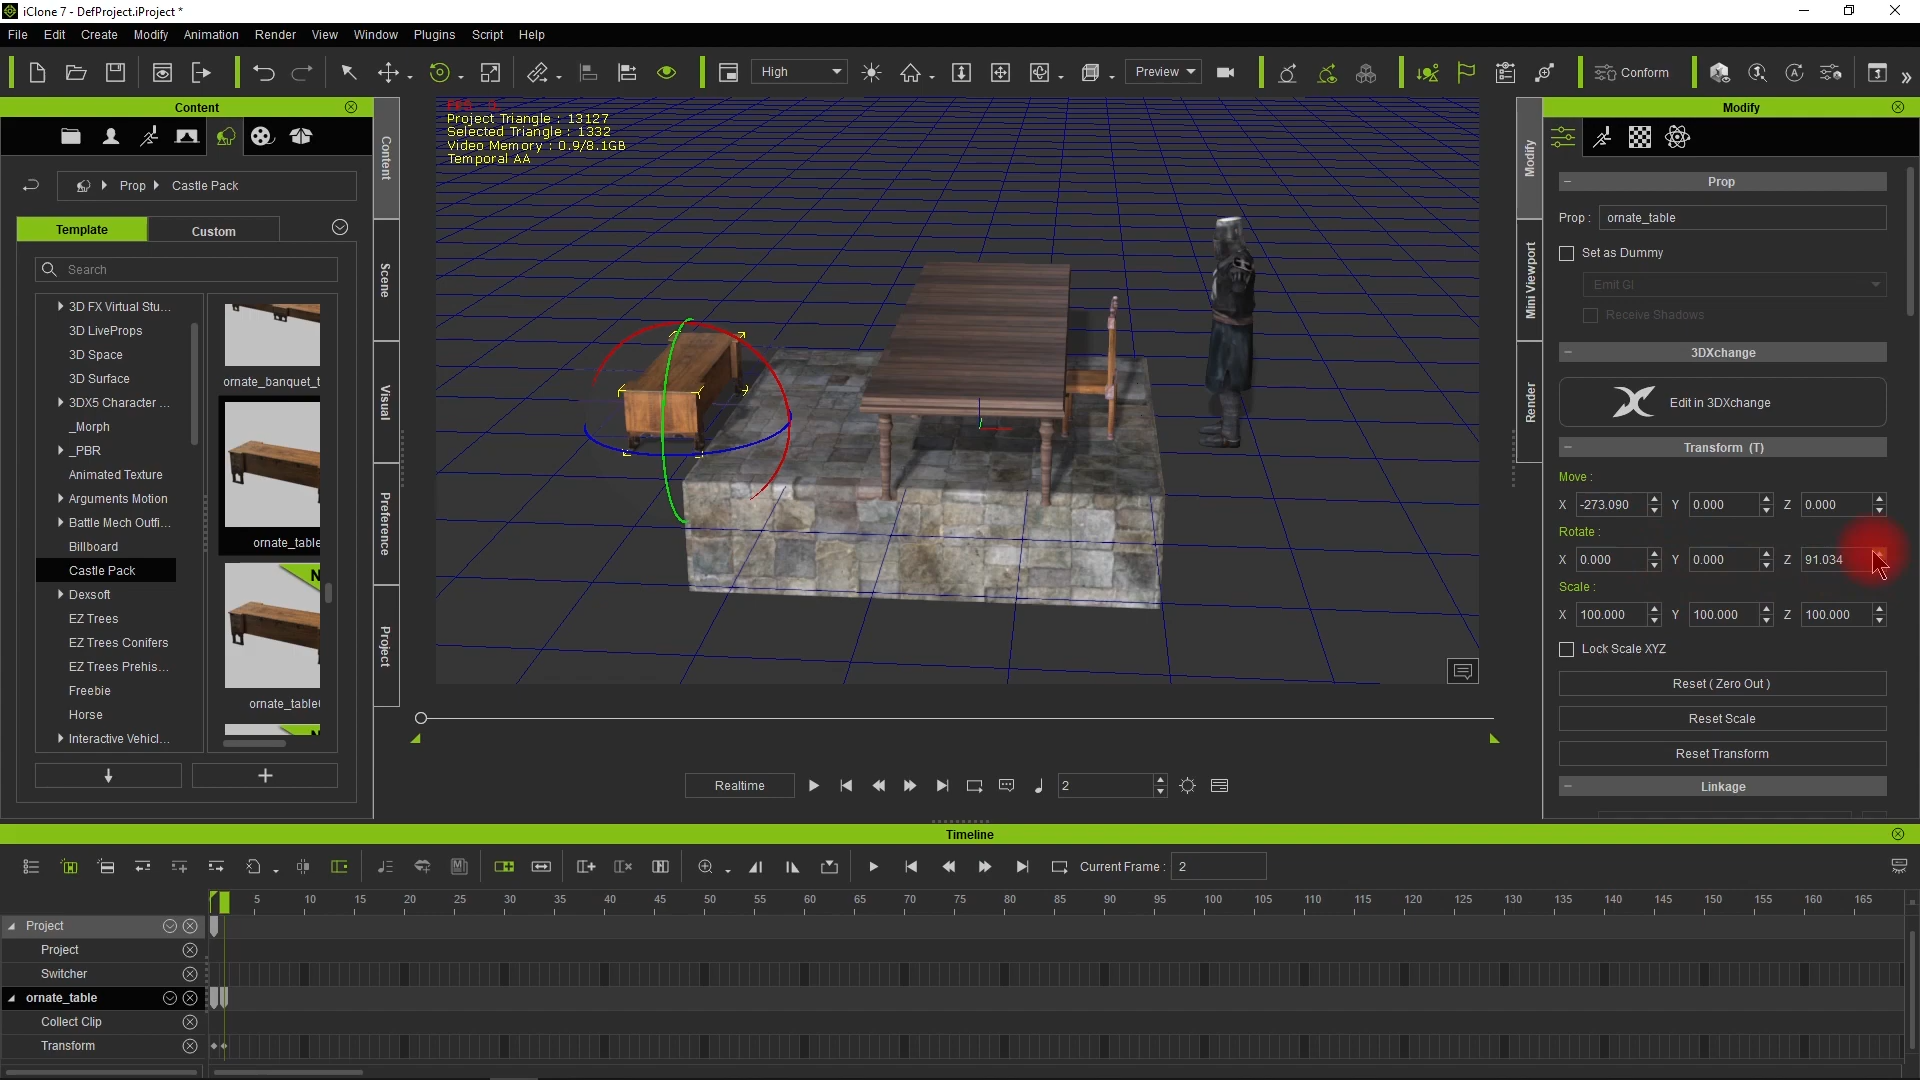 iClone 7 - DefProject.iProject *
File Edit Create Modify Animation Render View Window Plugins Script Help
High
Preview
Conform
Content
Modify
Prop Castle Pack
Template
Custom
Search
3D FX Virtual Stu...
3D LiveProps
3D Space
3D Surface
3DX5 Character ...
_Morph
_PBR
Animated Texture
Arguments Motion
Battle Mech Outfi...
Billboard
Castle Pack
Dexsoft
EZ Trees
EZ Trees Conifers
EZ Trees Prehis...
Freebie
Horse
Interactive Vehicl...
ornate_banquet_t
ornate_table
ornate_table
Content
Scene
Visual
Preference
Project
Project Triangle : 13127
Selected Triangle : 1332
Video Memory : 0.9/8.1GB
Temporal AA
Modify
Mini Viewport
Render
Prop
Prop : ornate_table
Set as Dummy
Emit GI
Receive Shadows
3DXchange
Edit in 3DXchange
Transform (T)
Move :
X -273.090 Y 0.000 Z 0.000
Rotate :
X 0.000 Y 0.000 Z 91.034
Scale :
X 100.000 Y 100.000 Z 100.000
Lock Scale XYZ
Reset ( Zero Out )
Reset Scale
Reset Transform
Linkage
Realtime
2
Timeline
Current Frame : 2
5 10 15 20 25 30 35 40 45 50 55 60 65 70 75 80 85 90 95 100 105 110 115 120 125 130 135 140 145 150 155 160 165
Project
Project
Switcher
ornate_table
Collect Clip
Transform